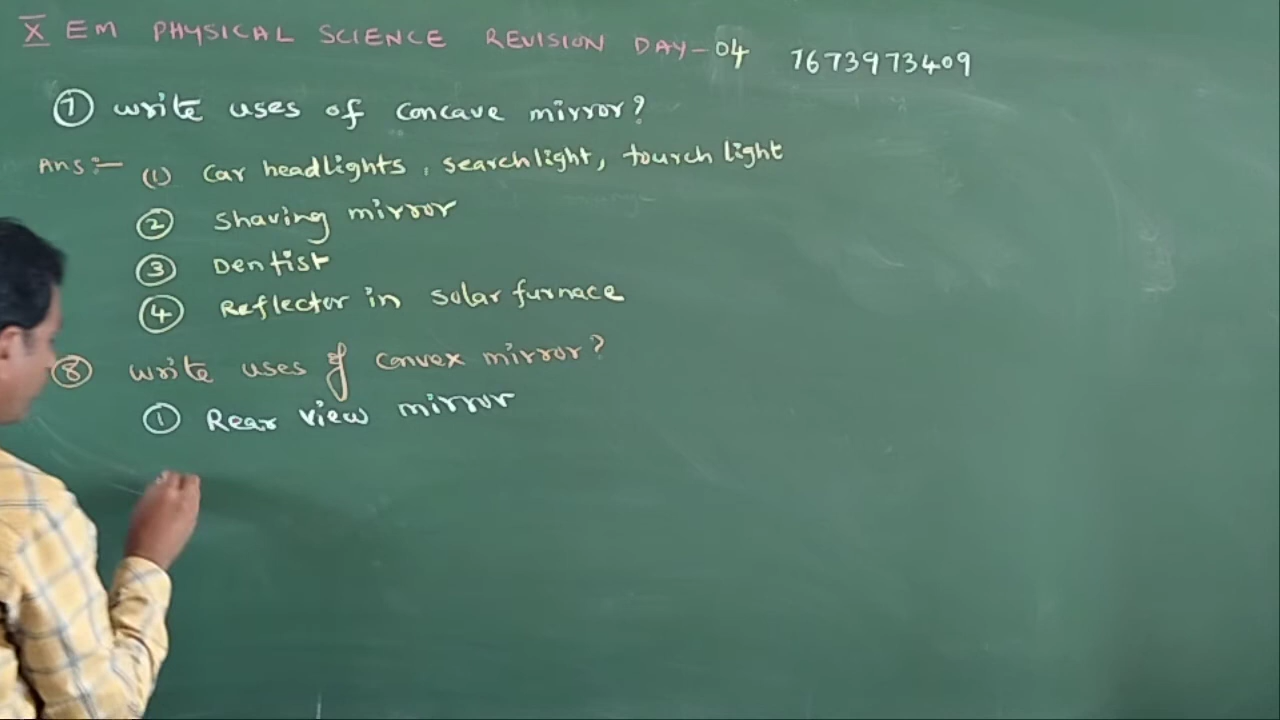 X EM PHYSICAL SCIENCE REVISION DAY-04 7673973409
7 write uses of concave mirror?
Ans:- (1) car headlights, searchlight, tourch light
2 Shaving mirror
3 Dentist
4 Reflector in solar furnace
8 write uses of convex mirror?
1 Rear view mirror